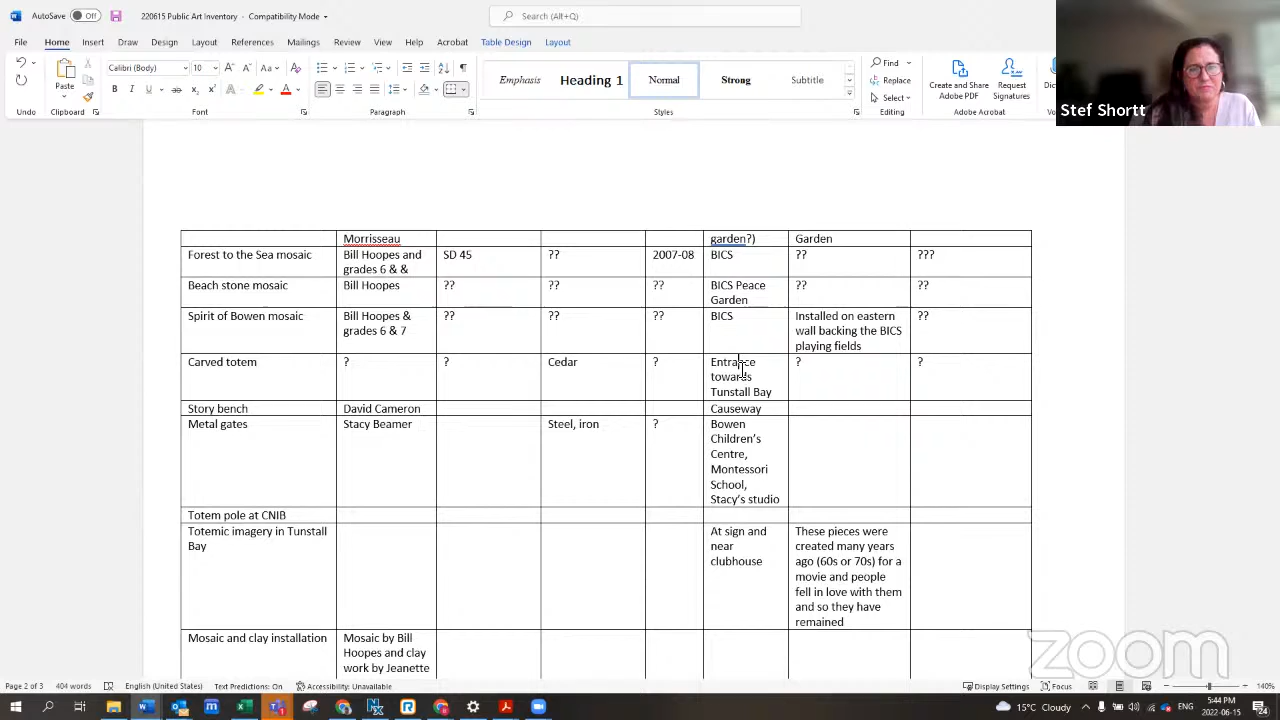 AutoSave Off 220615 Public Art Inventory - Compatibility Mode Search (Alt+Q)
File Home Insert Draw Design Layout References Mailings Review View Help Acrobat Table Design Layout
Paste Calibri (Body) 10 Emphasis Heading 1 Normal Strong Subtitle Find Replace Select Create and Share Adobe PDF Request Signatures
Undo Clipboard Font Paragraph Styles Editing Adobe Acrobat
Stef Shortt
Morrisseau garden?) Garden
Forest to the Sea mosaic Bill Hoopes and SD 45 ?? 2007-08 BICS ?? ???
grades 6 & &
Beach stone mosaic Bill Hoopes ?? ?? ?? BICS Peace ?? ??
Garden
Spirit of Bowen mosaic Bill Hoopes & ?? ?? ?? BICS Installed on eastern ??
grades 6 & 7 wall backing the BICS
playing fields
Carved totem ? ? Cedar ? Entrance ? ?
towards
Tunstall Bay
Story bench David Cameron Causeway
Metal gates Stacy Beamer Steel, iron ? Bowen
Children's
Centre,
Montessori
School,
Stacy's studio
Totem pole at CNIB
Totemic imagery in Tunstall At sign and These pieces were
Bay near created many years
clubhouse ago (60s or 70s) for a
movie and people
fell in love with them
and so they have
remained
Mosaic and clay installation Mosaic by Bill
Hoopes and clay
work by Jeanette
zoom
Page 2 of 3 404 words English (United States) Text Predictions: On Accessibility: Unavailable Display Settings Focus 140%
15°C Cloudy ENG 5:44 PM
2022-06-15 24